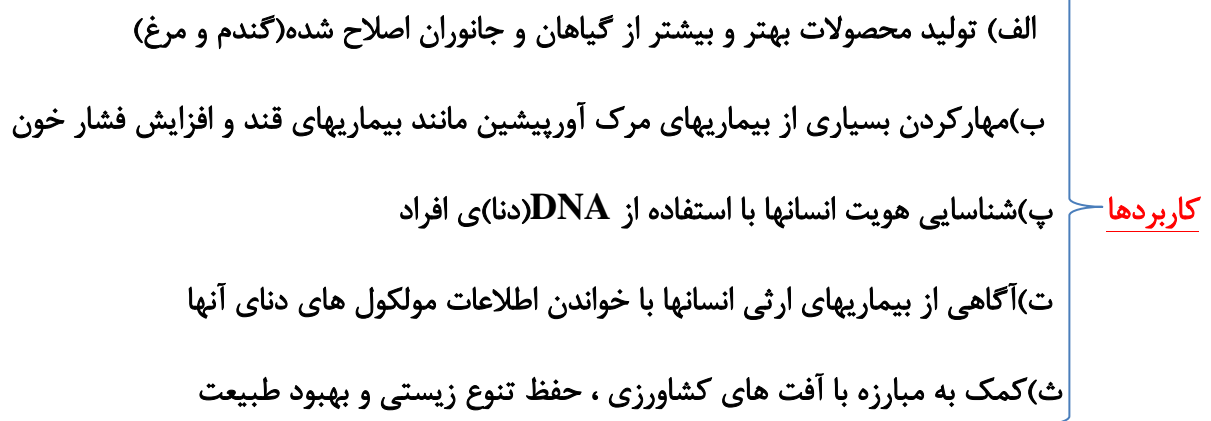 الف) تولید محصولات بهتر و بیشتر از گیاهان و جانوران اصلاح شده(گندم و مرغ)
ب)مهارکردن بسیاری از بیماریهای مرک آورپیشین مانند بیماریهای قند و افزایش فشار خون
کاربردها
پ)شناسایی هویت انسانها با استفاده از DNA(دنا)ی افراد
ت)آگاهی از بیماریهای ارثی انسانها با خواندن اطلاعات مولکول های دنای آنها
ث)کمک به مبارزه با آفت های کشاورزی ، حفظ تنوع زیستی و بهبود طبیعت